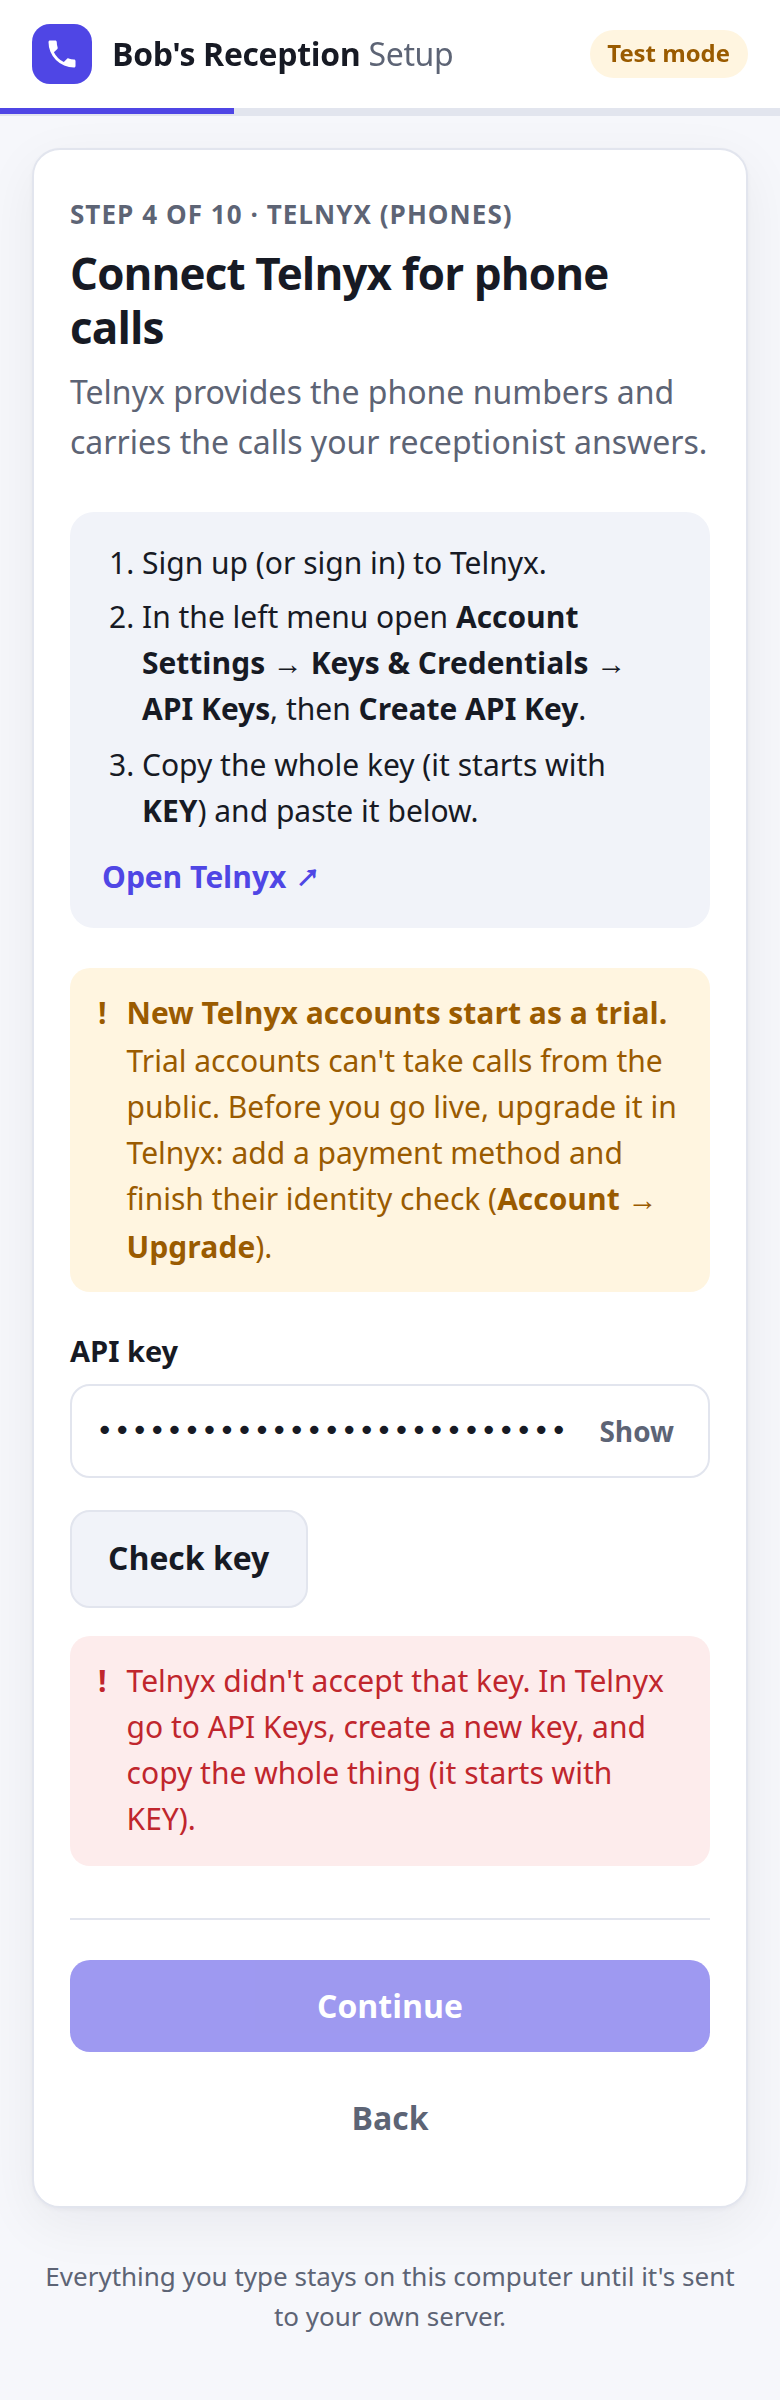 Bob's Reception Setup
Test mode
STEP 4 OF 10 · TELNYX (PHONES)
Connect Telnyx for phone
calls
Telnyx provides the phone numbers and
carries the calls your receptionist answers.
1. Sign up (or sign in) to Telnyx.
2. In the left menu open Account
Settings → Keys & Credentials →
API Keys, then Create API Key.
3. Copy the whole key (it starts with
KEY) and paste it below.
Open Telnyx ↗
! New Telnyx accounts start as a trial.
Trial accounts can't take calls from the
public. Before you go live, upgrade it in
Telnyx: add a payment method and
finish their identity check (Account →
Upgrade).
API key
••••••••••••••••••••••••••• Show
Check key
! Telnyx didn't accept that key. In Telnyx
go to API Keys, create a new key, and
copy the whole thing (it starts with
KEY).
Continue
Back
Everything you type stays on this computer until it's sent
to your own server.